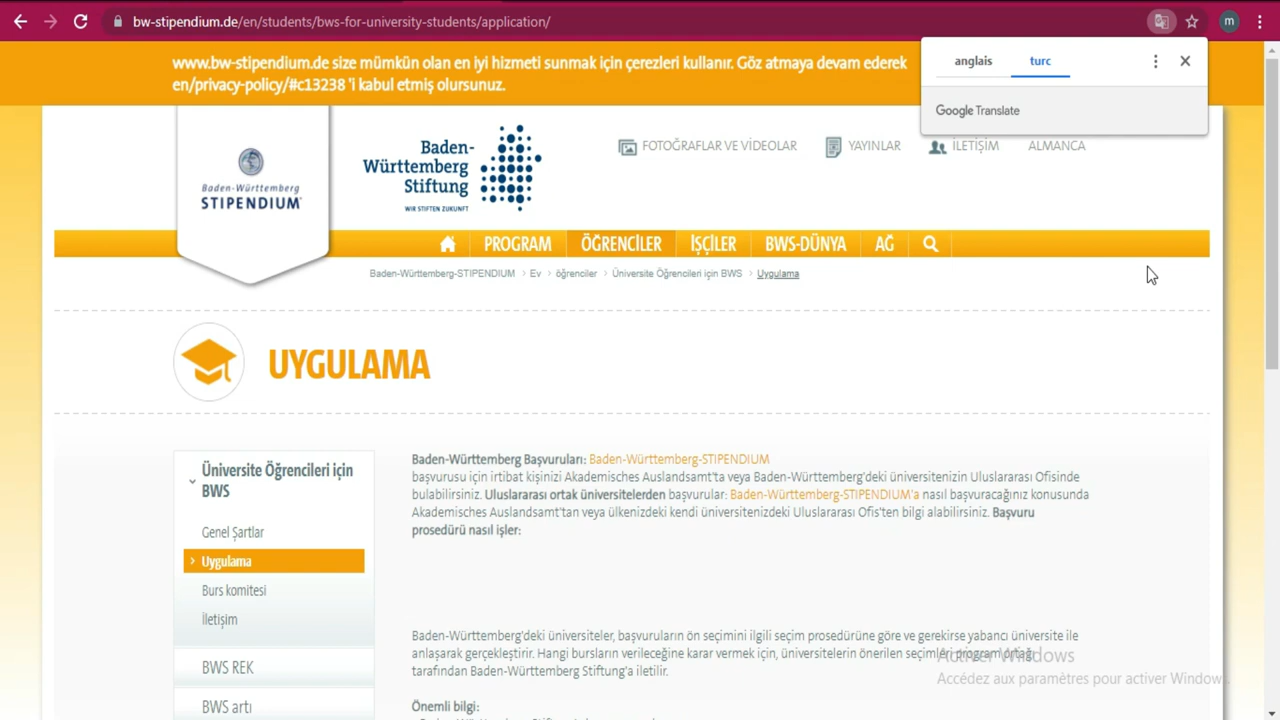 bw-stipendium.de/en/students/bws-for-university-students/application/
m
www.bw-stipendium.de size mümkün olan en iyi hizmeti sunmak için çerezleri kullanır. Göz atmaya devam ederek
en/privacy-policy/#c13238 'i kabul etmiş olursunuz.
anglais
turc
Google Translate
Baden-Württemberg
STIPENDIUM
Baden-
Württemberg
Stiftung
WIR STIFTEN ZUKUNFT
FOTOĞRAFLAR VE VİDEOLAR
YAYINLAR
İLETİŞİM
ALMANCA
PROGRAM
ÖĞRENCİLER
İŞÇİLER
BWS-DÜNYA
AĞ
Baden-Württemberg-STIPENDIUM > Ev > öğrenciler > Üniversite Öğrencileri için BWS > Uygulama
UYGULAMA
Üniversite Öğrencileri için
BWS
Genel Şartlar
Uygulama
Burs komitesi
İletişim
BWS REK
BWS artı
Baden-Württemberg Başvuruları: Baden-Württemberg-STIPENDIUM
başvurusu için irtibat kişinizi Akademisches Auslandsamt'ta veya Baden-Württemberg'deki üniversitenizin Uluslararası Ofisinde
bulabilirsiniz. Uluslararası ortak üniversitelerden başvurular: Baden-Württemberg-STIPENDIUM'a nasıl başvuracağınız konusunda
Akademisches Auslandsamt'tan veya ülkenizdeki kendi üniversitenizdeki Uluslararası Ofis'ten bilgi alabilirsiniz. Başvuru
prosedürü nasıl işler:
Baden-Württemberg'deki üniversiteler, başvuruların ön seçimini ilgili seçim prosedürüne göre ve gerekirse yabancı üniversite ile
anlaşarak gerçekleştirir. Hangi bursların verileceğine karar vermek için, üniversitelerin önerilen seçimleri program ortağı
tarafından Baden-Württemberg Stiftung'a iletilir.
Önemli bilgi:
Activer Windows
Accédez aux paramètres pour activer Windows.